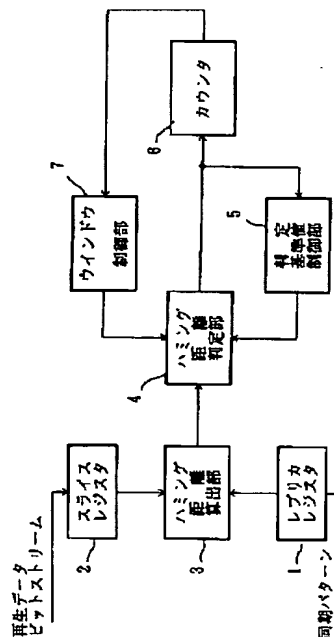 再生データ
ビットストリーム
スライス
レジスタ
2
ハミング
距離
算出部
3
レプリカ
レジスタ
1
同期パターン
ハミング
距離
判定部
4
ウインドウ
制御部
7
判定
基準値
制御部
5
カウンタ
6